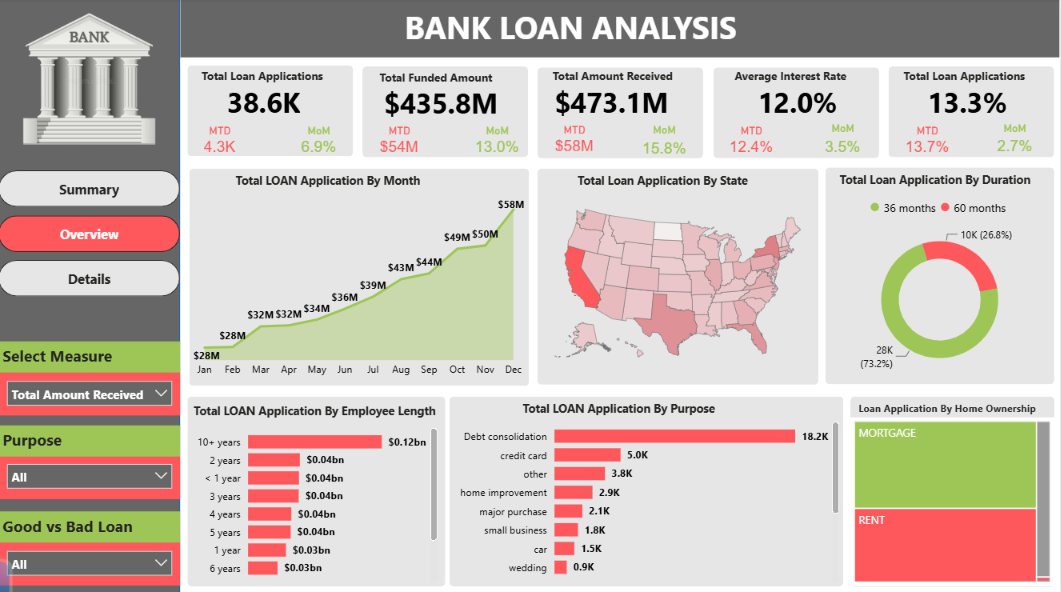 BANK
BANK LOAN ANALYSIS
Total Loan Applications
38.6K
MTD MoM
4.3K 6.9%
Total Funded Amount
$435.8M
MTD MoM
$54M 13.0%
Total Amount Received
$473.1M
MTD MoM
$58M 15.8%
Average Interest Rate
12.0%
MTD MoM
12.4% 3.5%
Total Loan Applications
13.3%
MTD MoM
13.7% 2.7%
Summary
Overview
Details
Select Measure
Total Amount Received
Purpose
All
Good vs Bad Loan
All
Total LOAN Application By Month
$28M
$28M
$32M
$32M
$34M
$36M
$39M
$43M
$44M
$49M
$50M
$58M
Jan Feb Mar Apr May Jun Jul Aug Sep Oct Nov Dec
Total Loan Application By State
Total Loan Application By Duration
36 months 60 months
10K (26.8%)
28K
(73.2%)
Total LOAN Application By Employee Length
10+ years $0.12bn
2 years $0.04bn
< 1 year $0.04bn
3 years $0.04bn
4 years $0.04bn
5 years $0.04bn
1 year $0.03bn
6 years $0.03bn
Total LOAN Application By Purpose
Debt consolidation 18.2K
credit card 5.0K
other 3.8K
home improvement 2.9K
major purchase 2.1K
small business 1.8K
car 1.5K
wedding 0.9K
Loan Application By Home Ownership
MORTGAGE
RENT